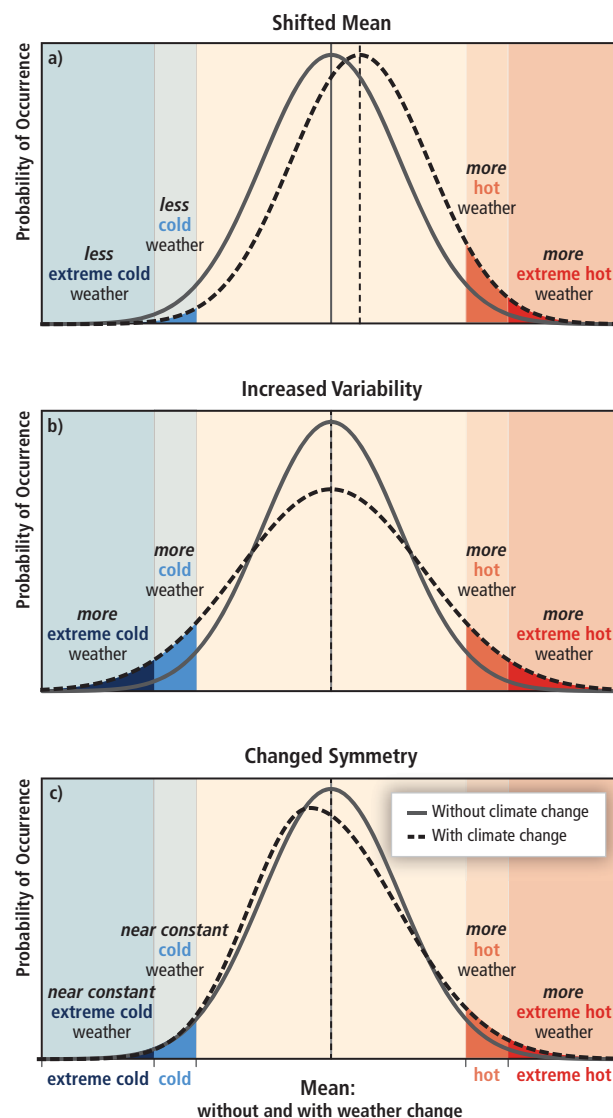 Shifted Mean
a)
Probability of Occurrence
less
extreme cold
weather
less
cold
weather
more
hot
weather
more
extreme hot
weather
Increased Variability
b)
Probability of Occurrence
more
extreme cold
weather
more
cold
weather
more
hot
weather
more
extreme hot
weather
Changed Symmetry
c)
Probability of Occurrence
Without climate change
With climate change
near constant
extreme cold
weather
near constant
cold
weather
more
hot
weather
more
extreme hot
weather
extreme cold
cold
hot
extreme hot
Mean:
without and with weather change